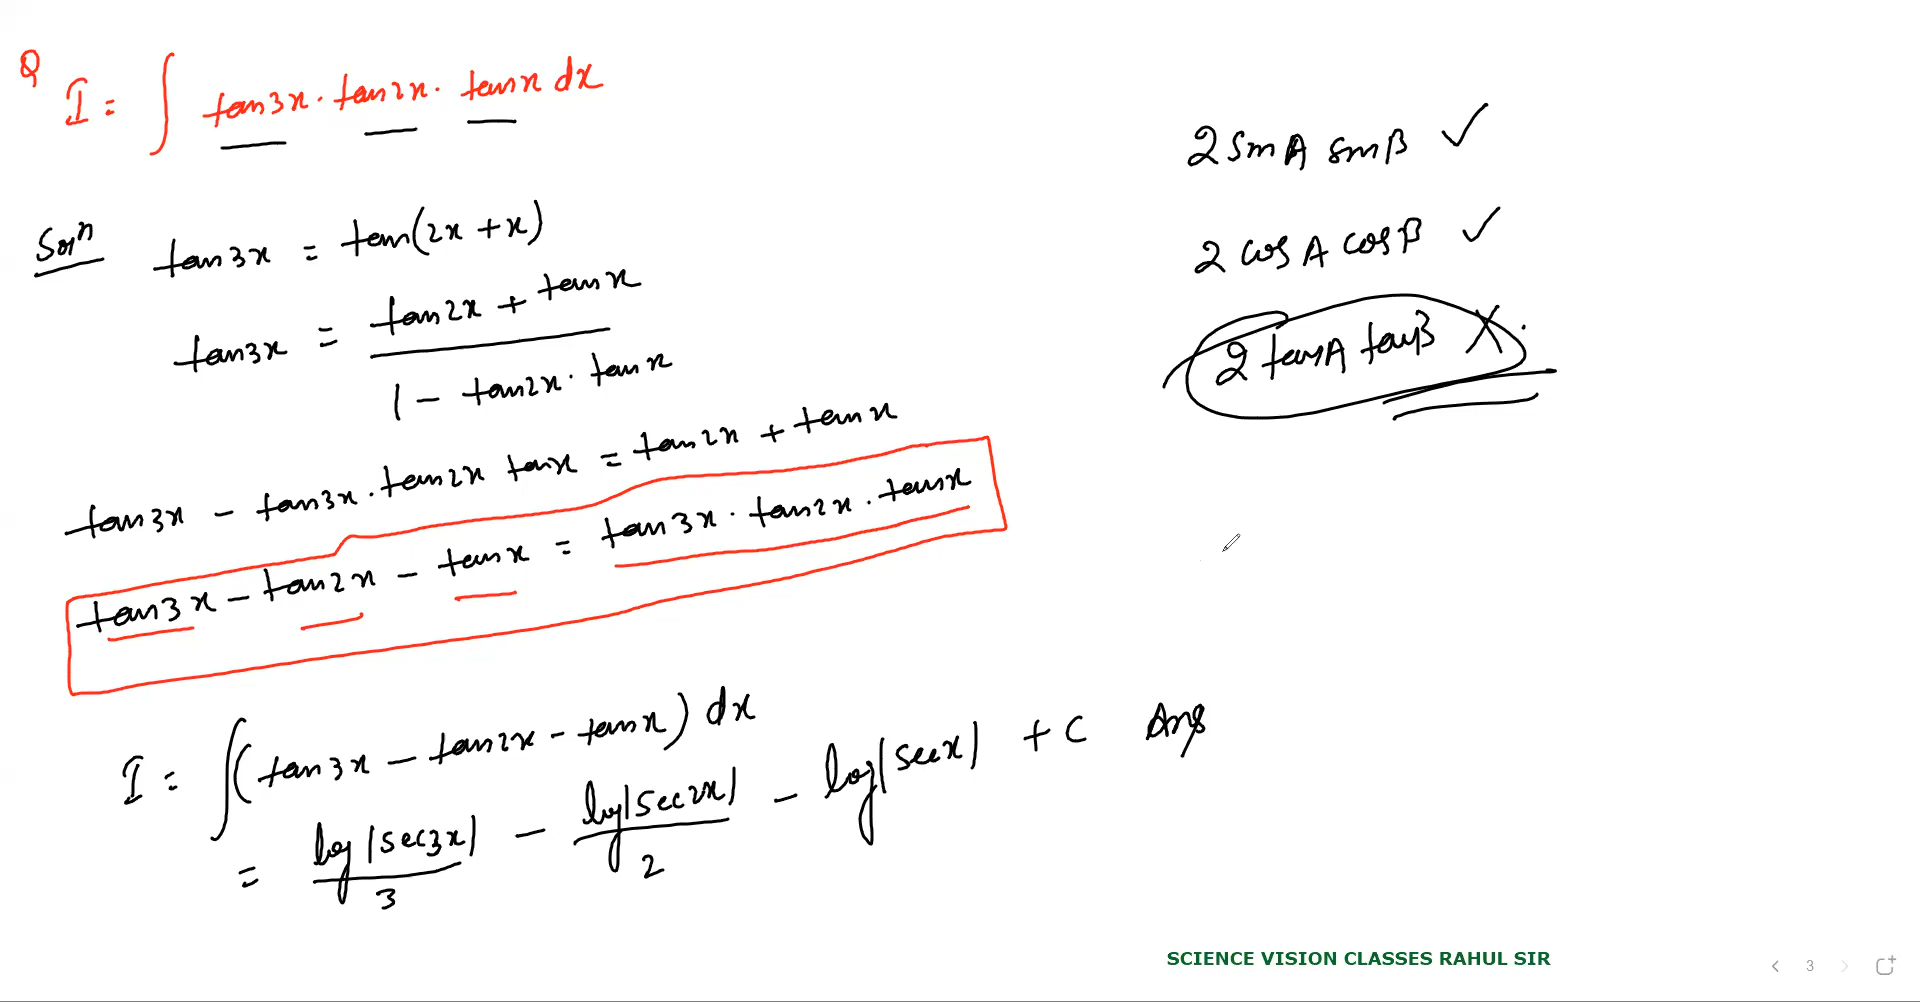 Q I = ∫ tan3x · tan2x · tanx dx
Solⁿ tan3x = tan(2x + x)
tan3x = tan2x + tanx / 1 - tan2x · tanx
tan3x - tan3x · tan2x tanx = tan2x + tanx
tan3x - tan2x - tanx = tan3x · tan2x · tanx
I = ∫(tan3x - tan2x - tanx) dx
= log|sec3x| / 3 - log|sec2x| / 2 - log|secx| + C Ans
2 sinA sinB ✓
2 cosA cosB ✓
2 tanA tanB X.
SCIENCE VISION CLASSES RAHUL SIR
< 3 >